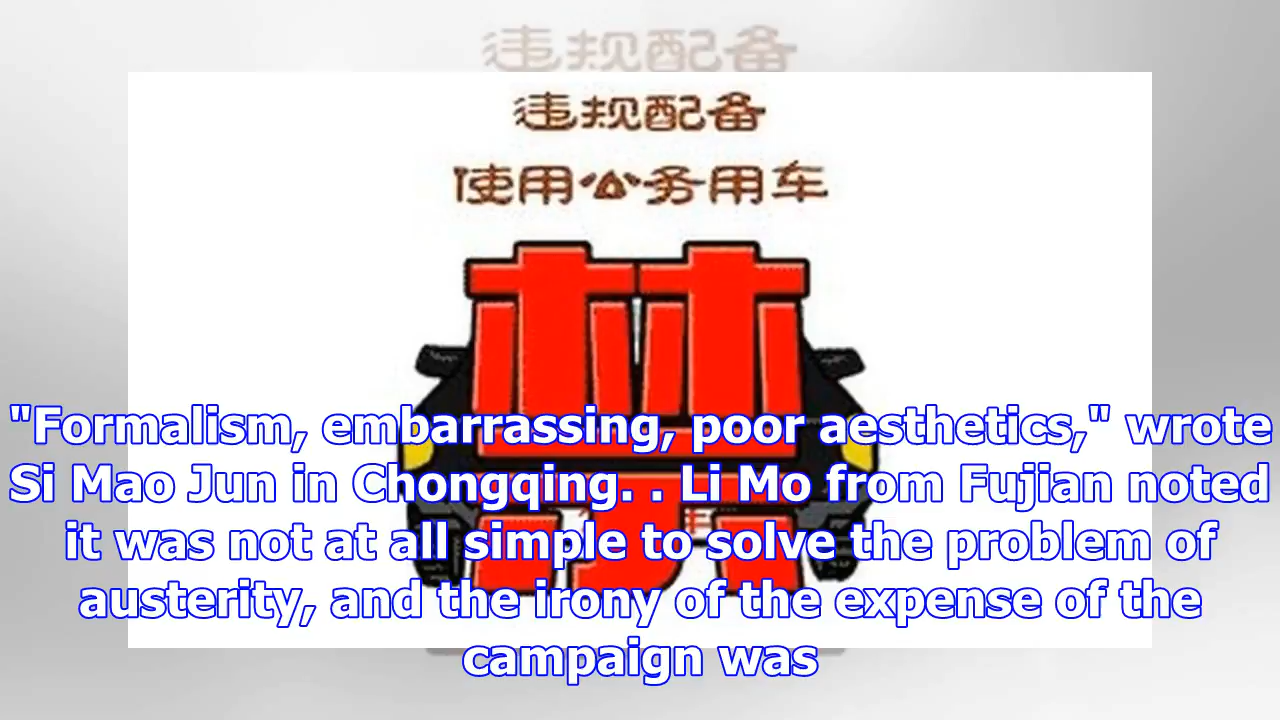 违规配备
违规配备
使用公务用车
禁
"Formalism, embarrassing, poor aesthetics," wrote
Si Mao Jun in Chongqing. . Li Mo from Fujian noted
it was not at all simple to solve the problem of
austerity, and the irony of the expense of the
campaign was